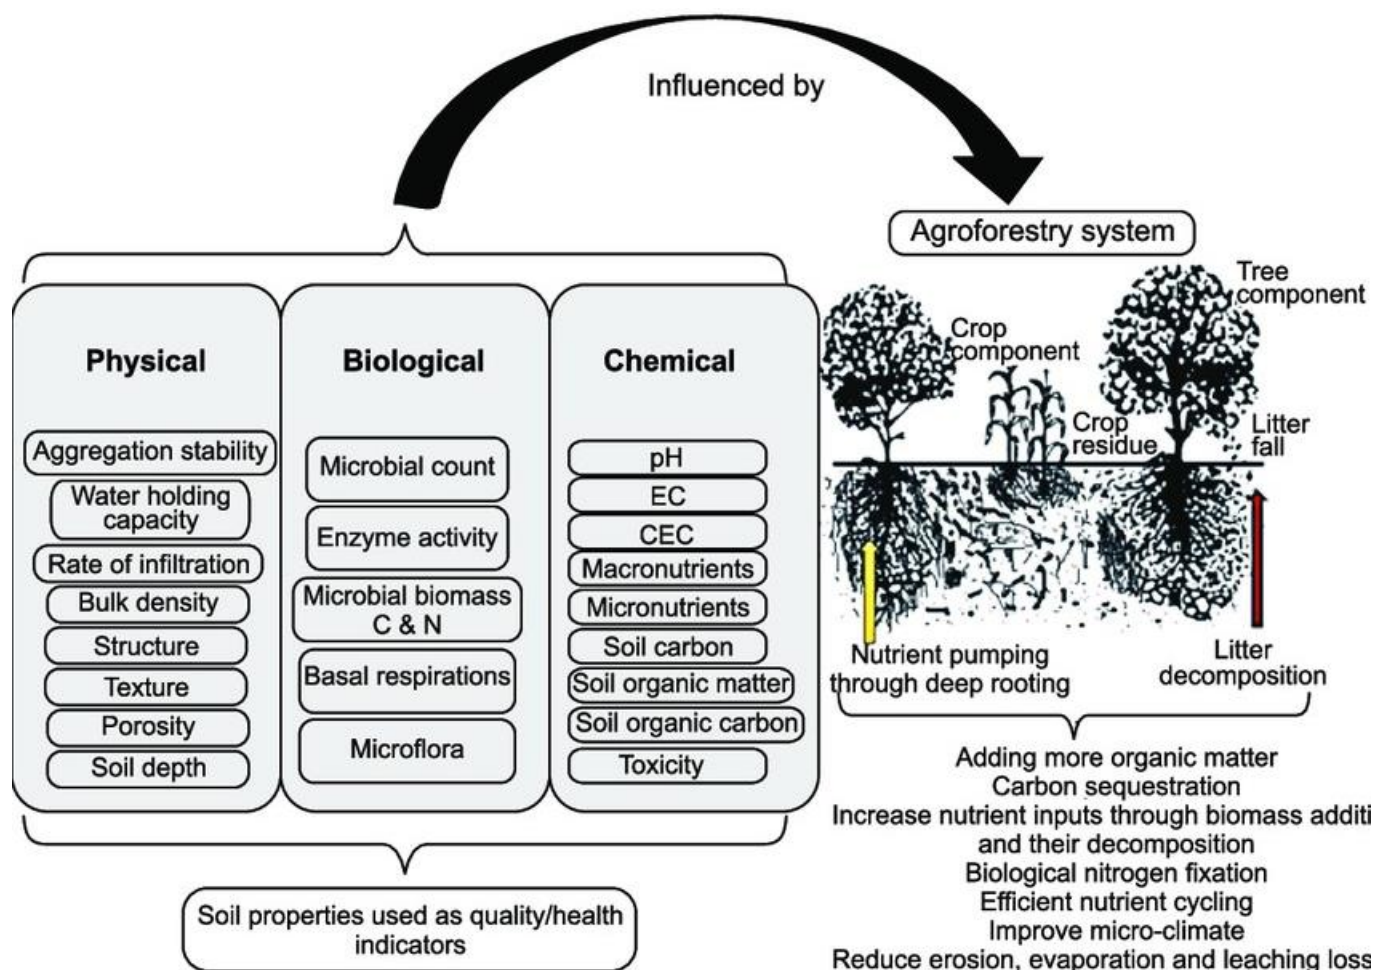 Influenced by
Agroforestry system
Physical
Aggregation stability
Water holding
capacity
Rate of infiltration
Bulk density
Structure
Texture
Porosity
Soil depth
Biological
Microbial count
Enzyme activity
Microbial biomass
C & N
Basal respirations
Microflora
Chemical
pH
EC
CEC
Macronutrients
Micronutrients
Soil carbon
Soil organic matter
Soil organic carbon
Toxicity
Soil properties used as quality/health
indicators
Tree
component
Crop
component
Crop
residue
Litter
fall
Nutrient pumping
through deep rooting
Litter
decomposition
Adding more organic matter
Carbon sequestration
Increase nutrient inputs through biomass additi
and their decomposition
Biological nitrogen fixation
Efficient nutrient cycling
Improve micro-climate
Reduce erosion, evaporation and leaching loss